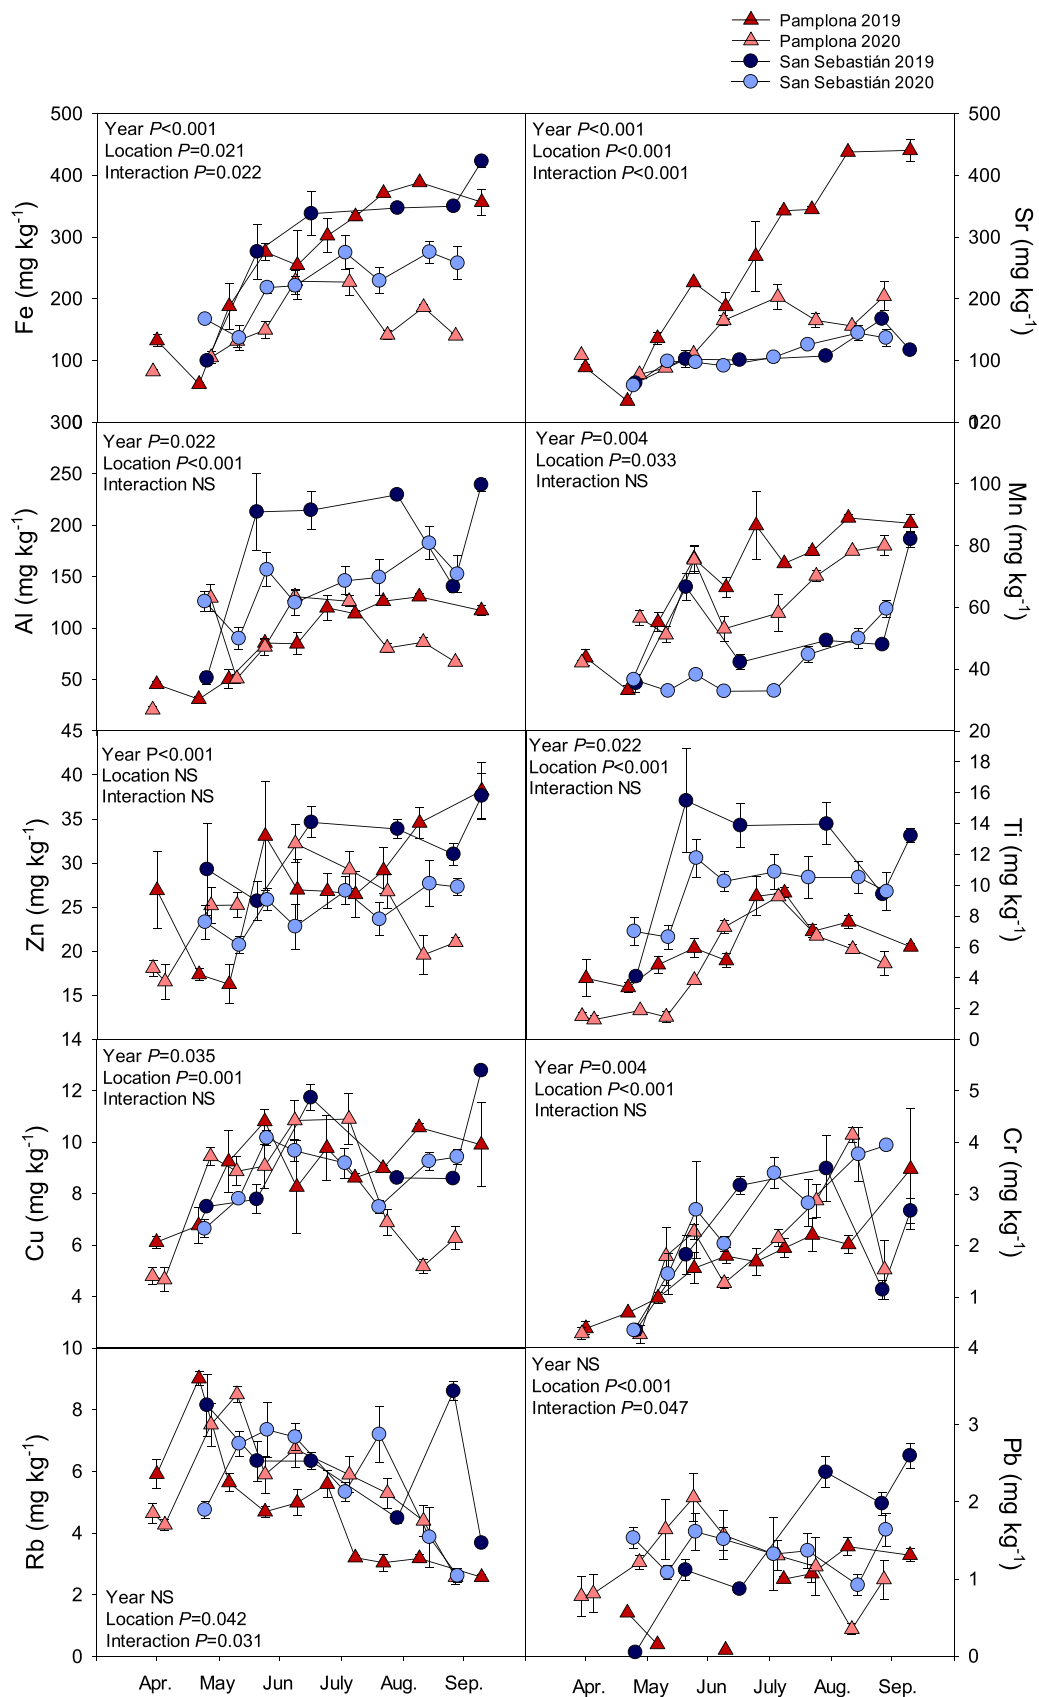 Pamplona 2019
Pamplona 2020
San Sebastián 2019
San Sebastián 2020
Fe (mg kg-1)
500
400
300
200
100
0
Year P<0.001
Location P=0.021
Interaction P=0.022
Year P<0.001
Location P<0.001
Interaction P<0.001
500
400
300
200
100
0
Sr (mg kg-1)
Al (mg kg-1)
300
250
200
150
100
50
Year P=0.022
Location P<0.001
Interaction NS
Year P=0.004
Location P=0.033
Interaction NS
120
100
80
60
40
20
Mn (mg kg-1)
Zn (mg kg-1)
45
40
35
30
25
20
15
Year P<0.001
Location NS
Interaction NS
Year P=0.022
Location P<0.001
Interaction NS
18
16
14
12
10
8
6
4
2
0
Ti (mg kg-1)
Cu (mg kg-1)
14
12
10
8
6
4
Year P=0.035
Location P=0.001
Interaction NS
Year P=0.004
Location P<0.001
Interaction NS
5
4
3
2
1
Cr (mg kg-1)
Rb (mg kg-1)
10
8
6
4
2
0
Year NS
Location P=0.042
Interaction P=0.031
Year NS
Location P<0.001
Interaction P=0.047
4
3
2
1
0
Pb (mg kg-1)
Apr. May Jun July Aug. Sep.
Apr. May Jun July Aug. Sep.